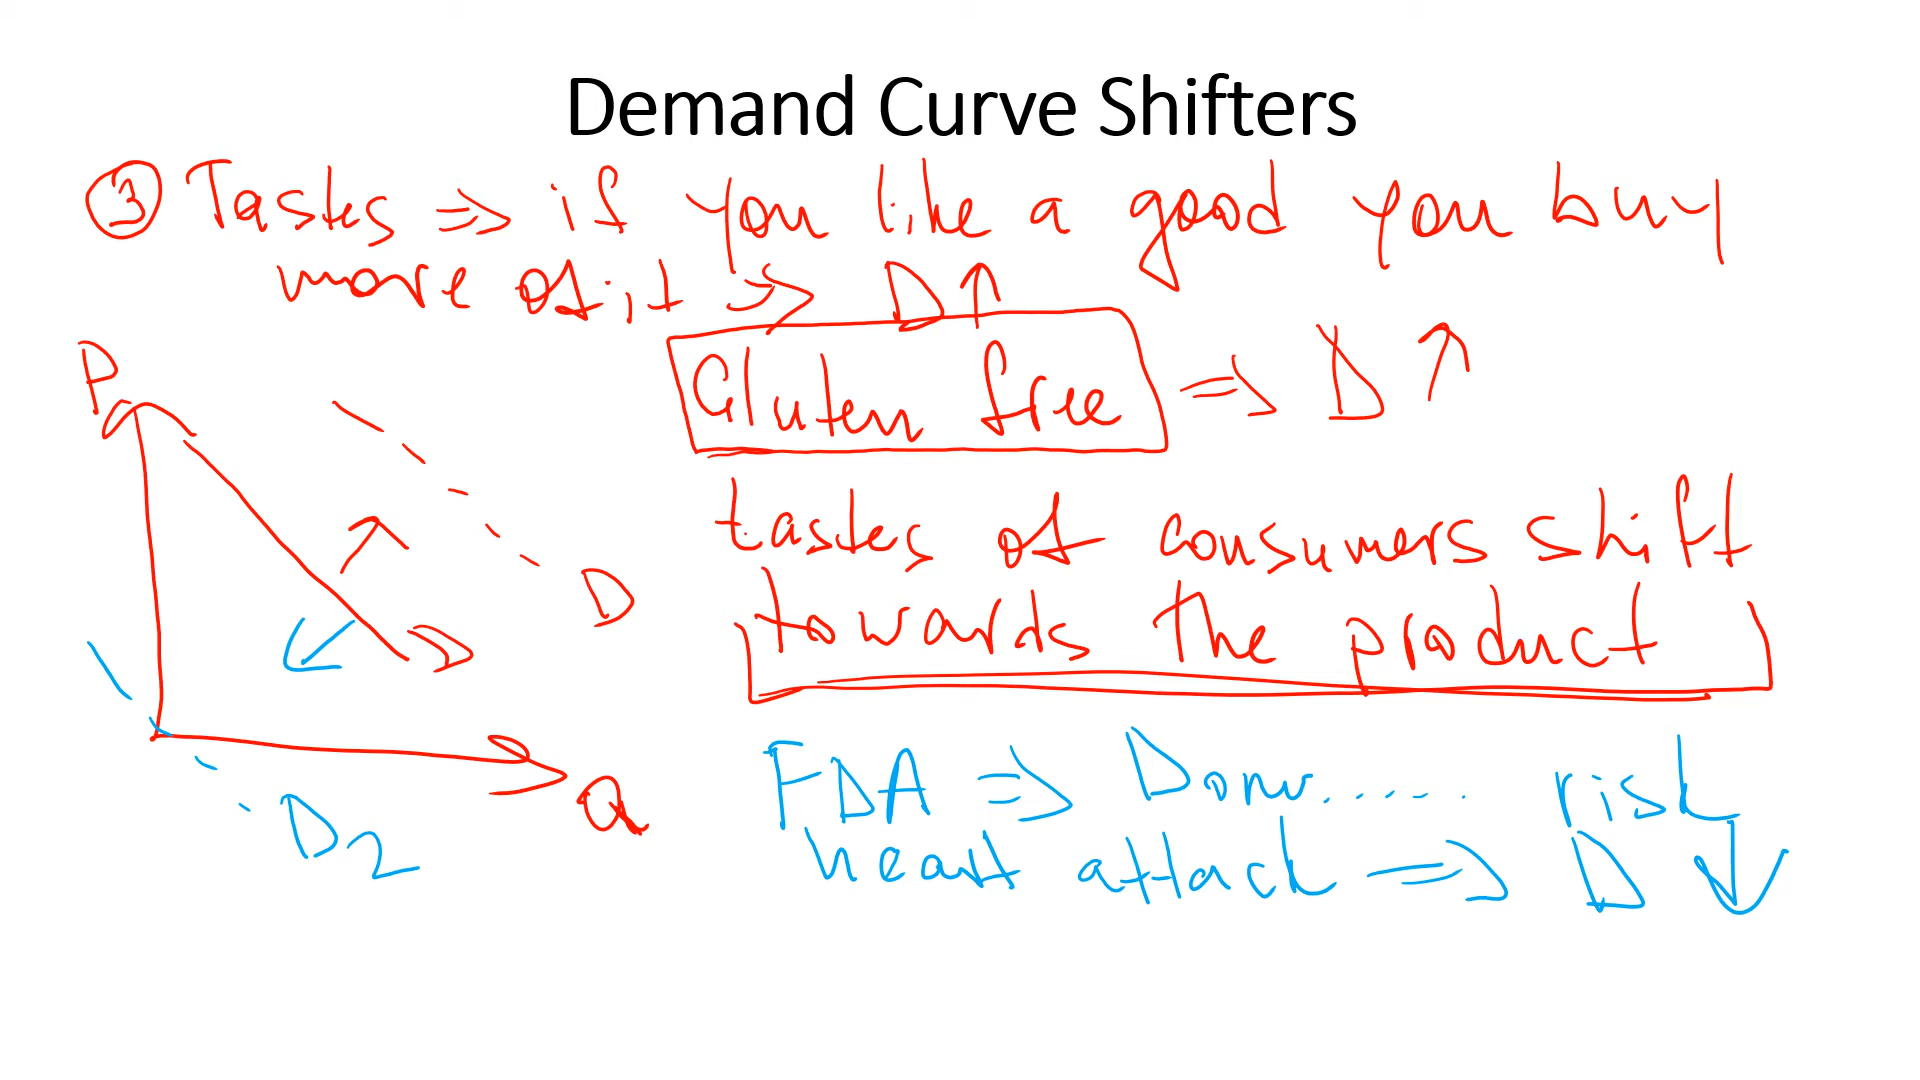 Demand Curve Shifters
3 Tastes => if you like a good you buy
more of it => D↑
Gluten free => D↑
tastes of consumers shift
towards the product
FDA => ..... risk
heart attack => D↓
P
D
D
Q
D2